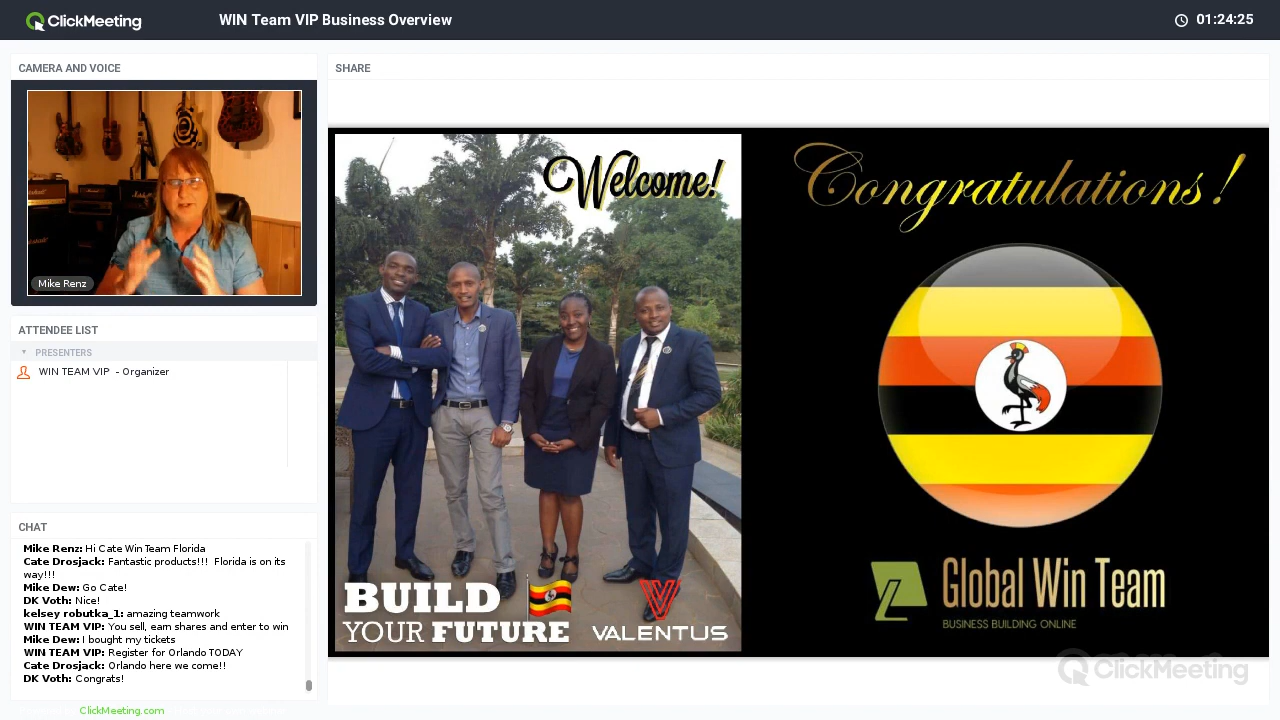 ClickMeeting
WIN Team VIP Business Overview
01:24:25
CAMERA AND VOICE
Mike Renz
ATTENDEE LIST
PRESENTERS
WIN TEAM VIP - Organizer
CHAT
Mike Renz: Hi Cate Win Team Florida
Cate Drosjack: Fantastic products!!! Florida is on its
way!!!
Mike Dew: Go Cate!
DK Voth: Nice!
kelsey robutka_1: amazing teamwork
WIN TEAM VIP: You sell, earn shares and enter to win
Mike Dew: I bought my tickets
WIN TEAM VIP: Register for Orlando TODAY
Cate Drosjack: Orlando here we come!!
DK Voth: Congrats!
ClickMeeting.com
SHARE
Welcome!
BUILD
YOUR FUTURE
VALENTUS
Congratulations!
Global Win Team
BUSINESS BUILDING ONLINE
ClickMeeting